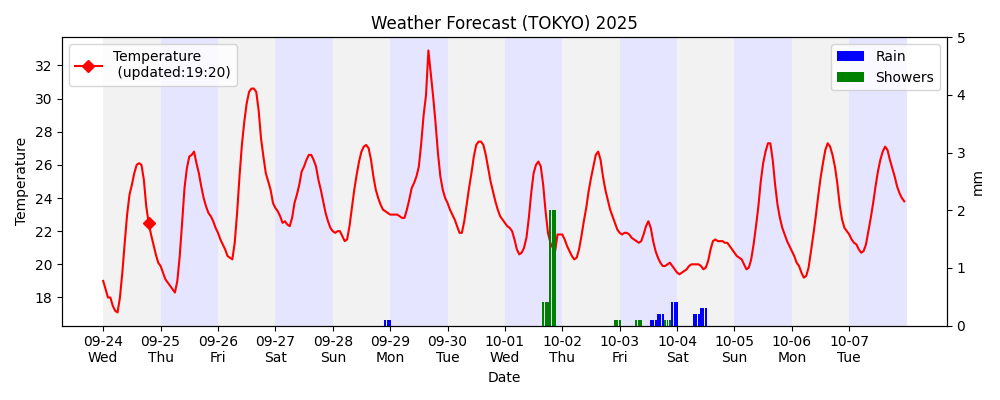 Weather Forecast (TOKYO) 2025
Temperature
(updated:19:20)
Rain
Showers
Temperature
32
30
28
26
24
22
20
18
5
4
3
2
1
0
mm
09-24 09-25 09-26 09-27 09-28 09-29 09-30 10-01 10-02 10-03 10-04 10-05 10-06 10-07
Wed Thu Fri Sat Sun Mon Tue Wed Thu Fri Sat Sun Mon Tue
Date